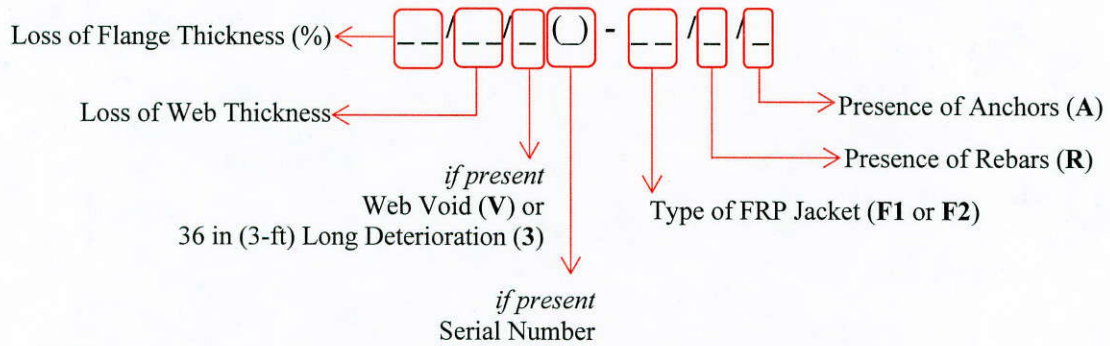 Loss of Flange Thickness (%) _ _ /_ _/_ (_) - _ _ /_ /_
Loss of Web Thickness
Presence of Anchors (A)
Presence of Rebars (R)
if present
Web Void (V) or
36 in (3-ft) Long Deterioration (3)
Type of FRP Jacket (F1 or F2)
if present
Serial Number